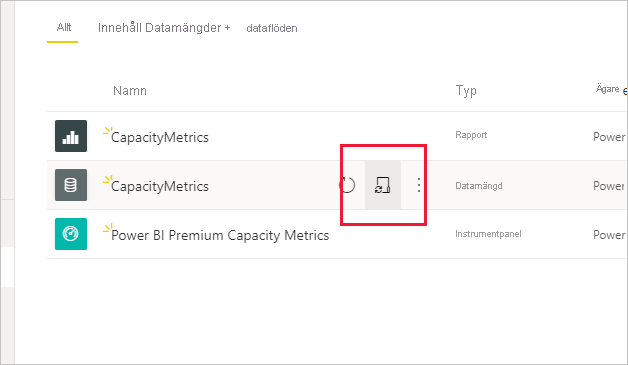 Allt Innehåll Datamängder + dataflöden
Namn Typ Ägare e
CapacityMetrics Rapport Power
CapacityMetrics Datamängd Power
Power BI Premium Capacity Metrics Instrumentpanel Power